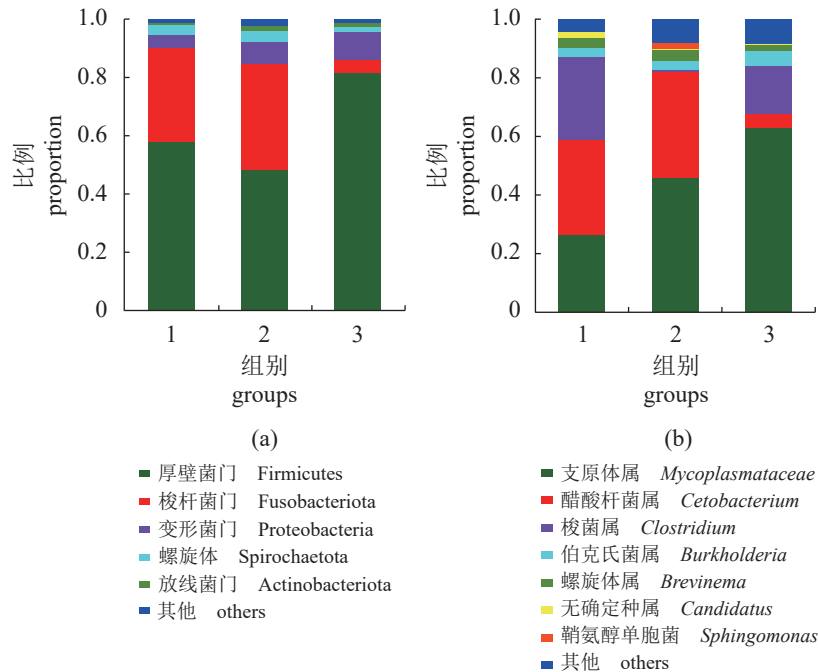 1.0
0.8
0.6
0.4
0.2
0
比例
proportion
1 2 3
组别
groups
(a)
厚壁菌门 Firmicutes
梭杆菌门 Fusobacteriota
变形菌门 Proteobacteria
螺旋体 Spirochaetota
放线菌门 Actinobacteriota
其他 others
1.0
0.8
0.6
0.4
0.2
0
比例
proportion
1 2 3
组别
groups
(b)
支原体属 Mycoplasmataceae
醋酸杆菌属 Cetobacterium
梭菌属 Clostridium
伯克氏菌属 Burkholderia
螺旋体属 Brevinema
无确定种属 Candidatus
鞘氨醇单胞菌 Sphingomonas
其他 others